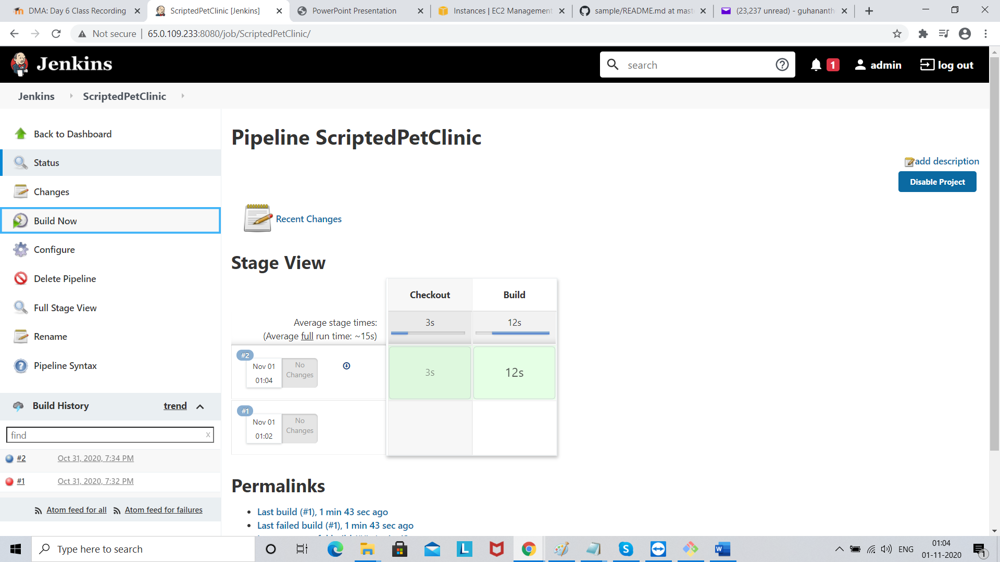 DMA: Day 6 Class Recording
ScriptedPetClinic [Jenkins]
PowerPoint Presentation
Instances | EC2 Management
sample/README.md at mast
(23,237 unread) - guhananth
Not secure
65.0.109.233:8080/job/ScriptedPetClinic/
Jenkins
search
1
admin
log out
Jenkins
ScriptedPetClinic
Back to Dashboard
Status
Changes
Build Now
Configure
Delete Pipeline
Full Stage View
Rename
Pipeline Syntax
Build History
trend
find
x
#2
Oct 31, 2020, 7:34 PM
#1
Oct 31, 2020, 7:32 PM
Atom feed for all
Atom feed for failures
Pipeline ScriptedPetClinic
add description
Disable Project
Recent Changes
Stage View
Checkout
Build
Average stage times:
(Average full run time: ~15s)
3s
12s
#2
Nov 01
01:04
No
Changes
3s
12s
#1
Nov 01
01:02
No
Changes
Permalinks
Last build (#1), 1 min 43 sec ago
Last failed build (#1), 1 min 43 sec ago
Type here to search
ENG
01:04
01-11-2020
1